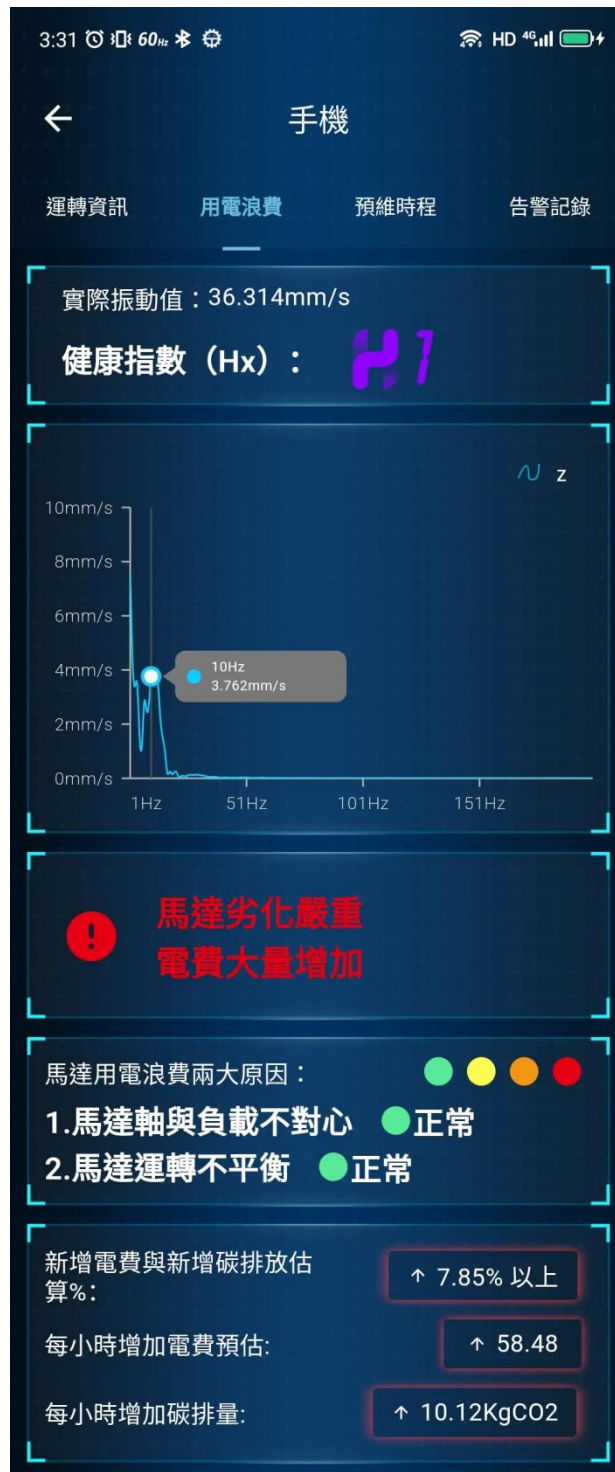 3:31 60Hz HD 4G
手機
運轉資訊 用電浪費 預維時程 告警記錄
實際振動值：36.314mm/s
健康指數（Hx）： H1
z
10mm/s
8mm/s
6mm/s
4mm/s
10Hz
3.762mm/s
2mm/s
0mm/s
1Hz 51Hz 101Hz 151Hz
馬達劣化嚴重
電費大量增加
馬達用電浪費兩大原因：
1.馬達軸與負載不對心 正常
2.馬達運轉不平衡 正常
新增電費與新增碳排放估
算%: ↑ 7.85% 以上
每小時增加電費預估: ↑ 58.48
每小時增加碳排量: ↑ 10.12KgCO2